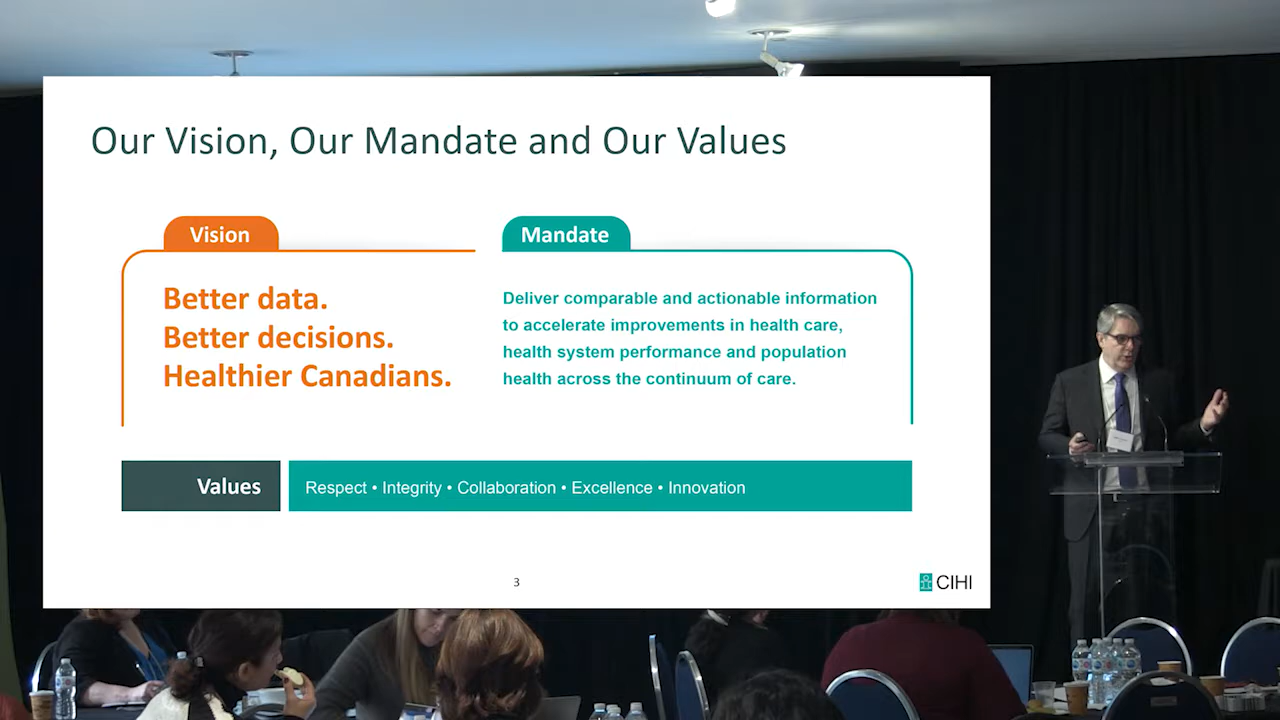 Our Vision, Our Mandate and Our Values
Vision
Better data.
Better decisions.
Healthier Canadians.
Mandate
Deliver comparable and actionable information
to accelerate improvements in health care,
health system performance and population
health across the continuum of care.
Values
Respect • Integrity • Collaboration • Excellence • Innovation
3
CIHI